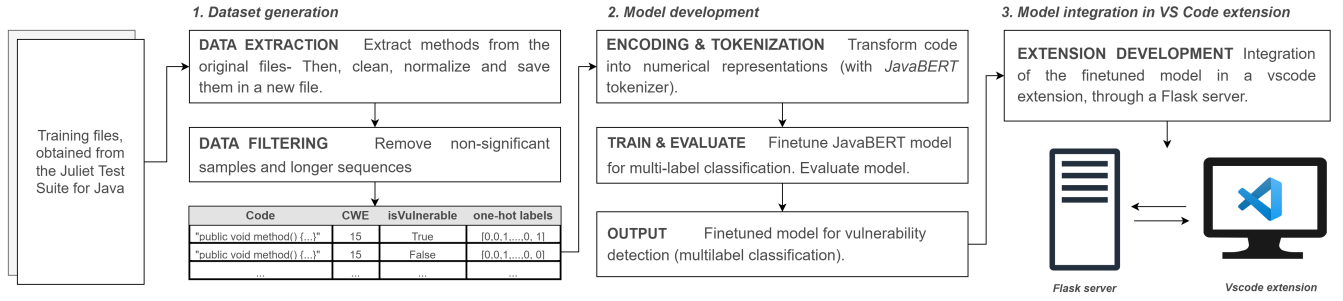 1. Dataset generation
2. Model development
3. Model integration in VS Code extension
Training files,
obtained from
the Juliet Test
Suite for Java
DATA EXTRACTION Extract methods from the
original files- Then, clean, normalize and save
them in a new file.
DATA FILTERING Remove non-significant
samples and longer sequences
Code CWE isVulnerable one-hot labels
"public void method() {...}" 15 True [0,0,1,...,0, 1]
"public void method() {...}" 15 False [0,0,1,...,0, 0]
... ... ... ...
ENCODING & TOKENIZATION Transform code
into numerical representations (with JavaBERT
tokenizer).
TRAIN & EVALUATE Finetune JavaBERT model
for multi-label classification. Evaluate model.
OUTPUT Finetuned model for vulnerability
detection (multilabel classification).
EXTENSION DEVELOPMENT Integration
of the finetuned model in a vscode
extension, through a Flask server.
Flask server
Vscode extension